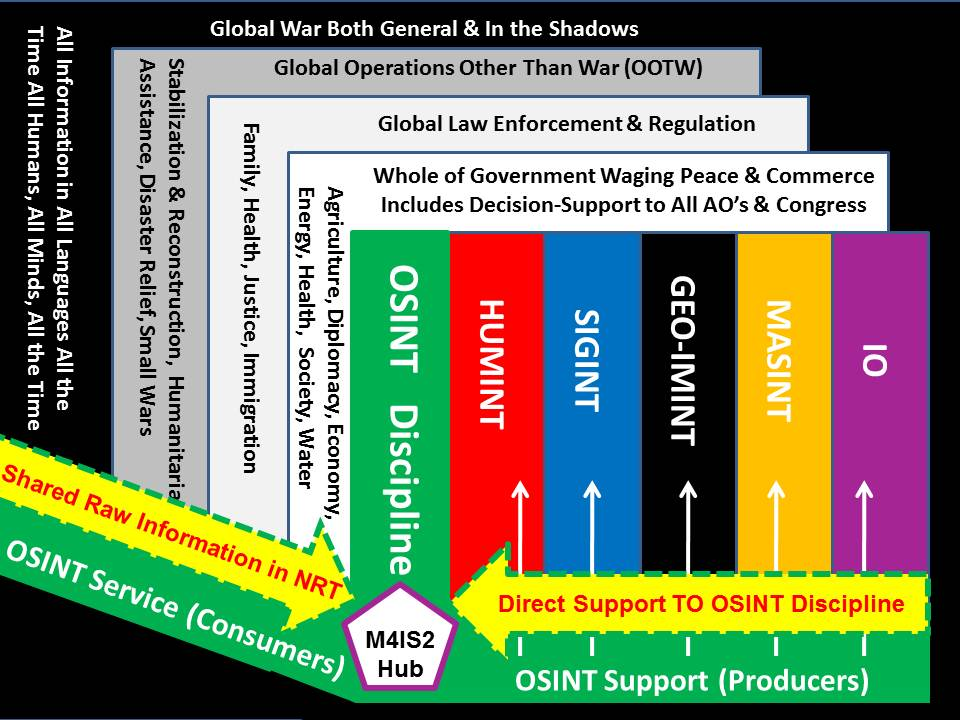 Global War Both General & In the Shadows
All Information in All Languages All the
Time All Humans, All Minds, All the Time
Global Operations Other Than War (OOTW)
Stabilization & Reconstruction, Humanitaria
Assistance, Disaster Relief, Small Wars
Global Law Enforcement & Regulation
Family, Health, Justice, Immigration
Whole of Government Waging Peace & Commerce
Includes Decision-Support to All AO's & Congress
Agriculture, Diplomacy, Economy,
Energy, Health, Society, Water
OSINT Discipline
HUMINT
SIGINT
GEO-IMINT
MASINT
IO
Shared Raw Information in NRT
OSINT Service (Consumers)
M4IS2
Hub
Direct Support TO OSINT Discipline
OSINT Support (Producers)